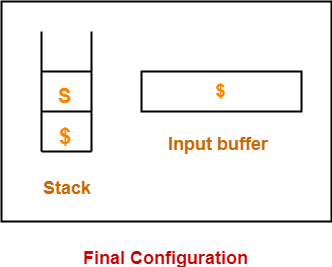 S
$
$
Input buffer
Stack
Final Configuration